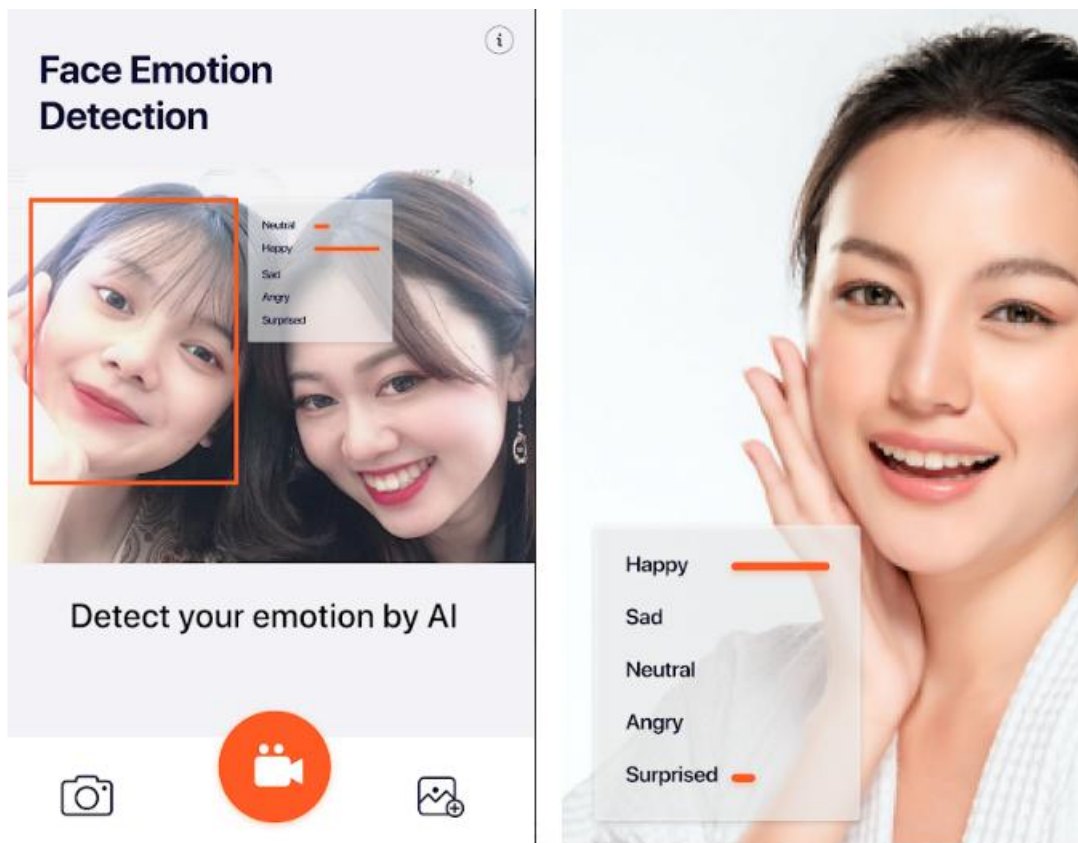 Face Emotion
Detection
Neutral
Happy
Sad
Angry
Surprised
Detect your emotion by AI
Happy
Sad
Neutral
Angry
Surprised